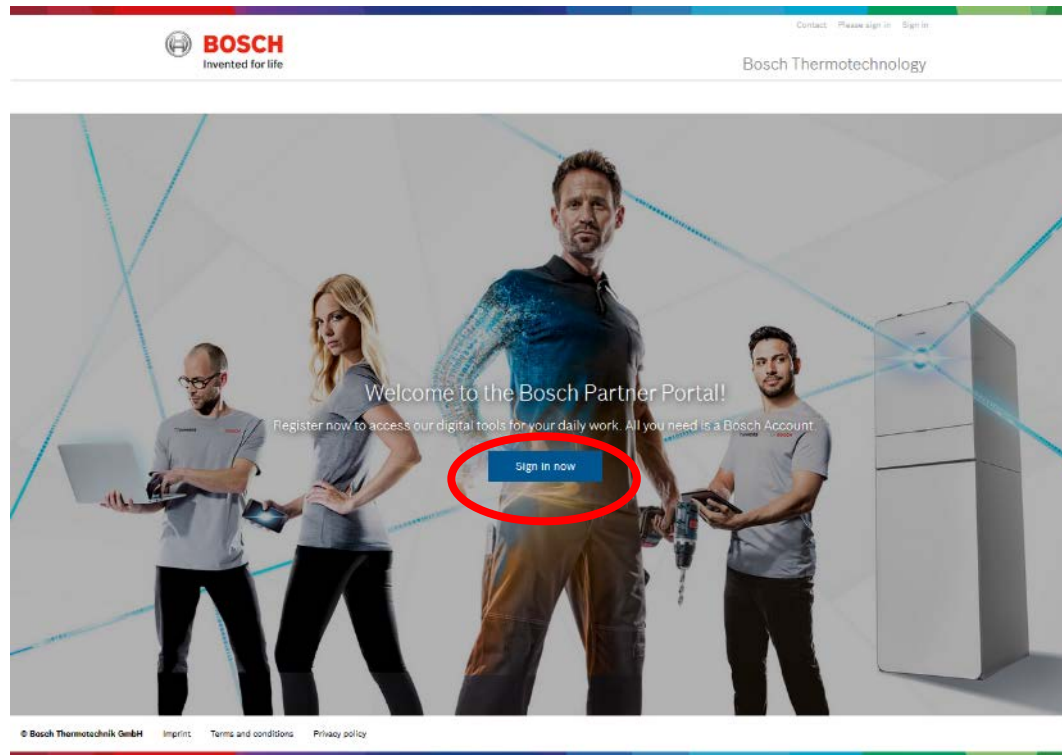 Contact Please sign in Sign in
BOSCH
Invented for life
Bosch Thermotechnology
Welcome to the Bosch Partner Portal!
Register now to access our digital tools for your daily work. All you need is a Bosch Account.
Sign in now
© Bosch Thermotechnik GmbH Imprint Terms and conditions Privacy policy